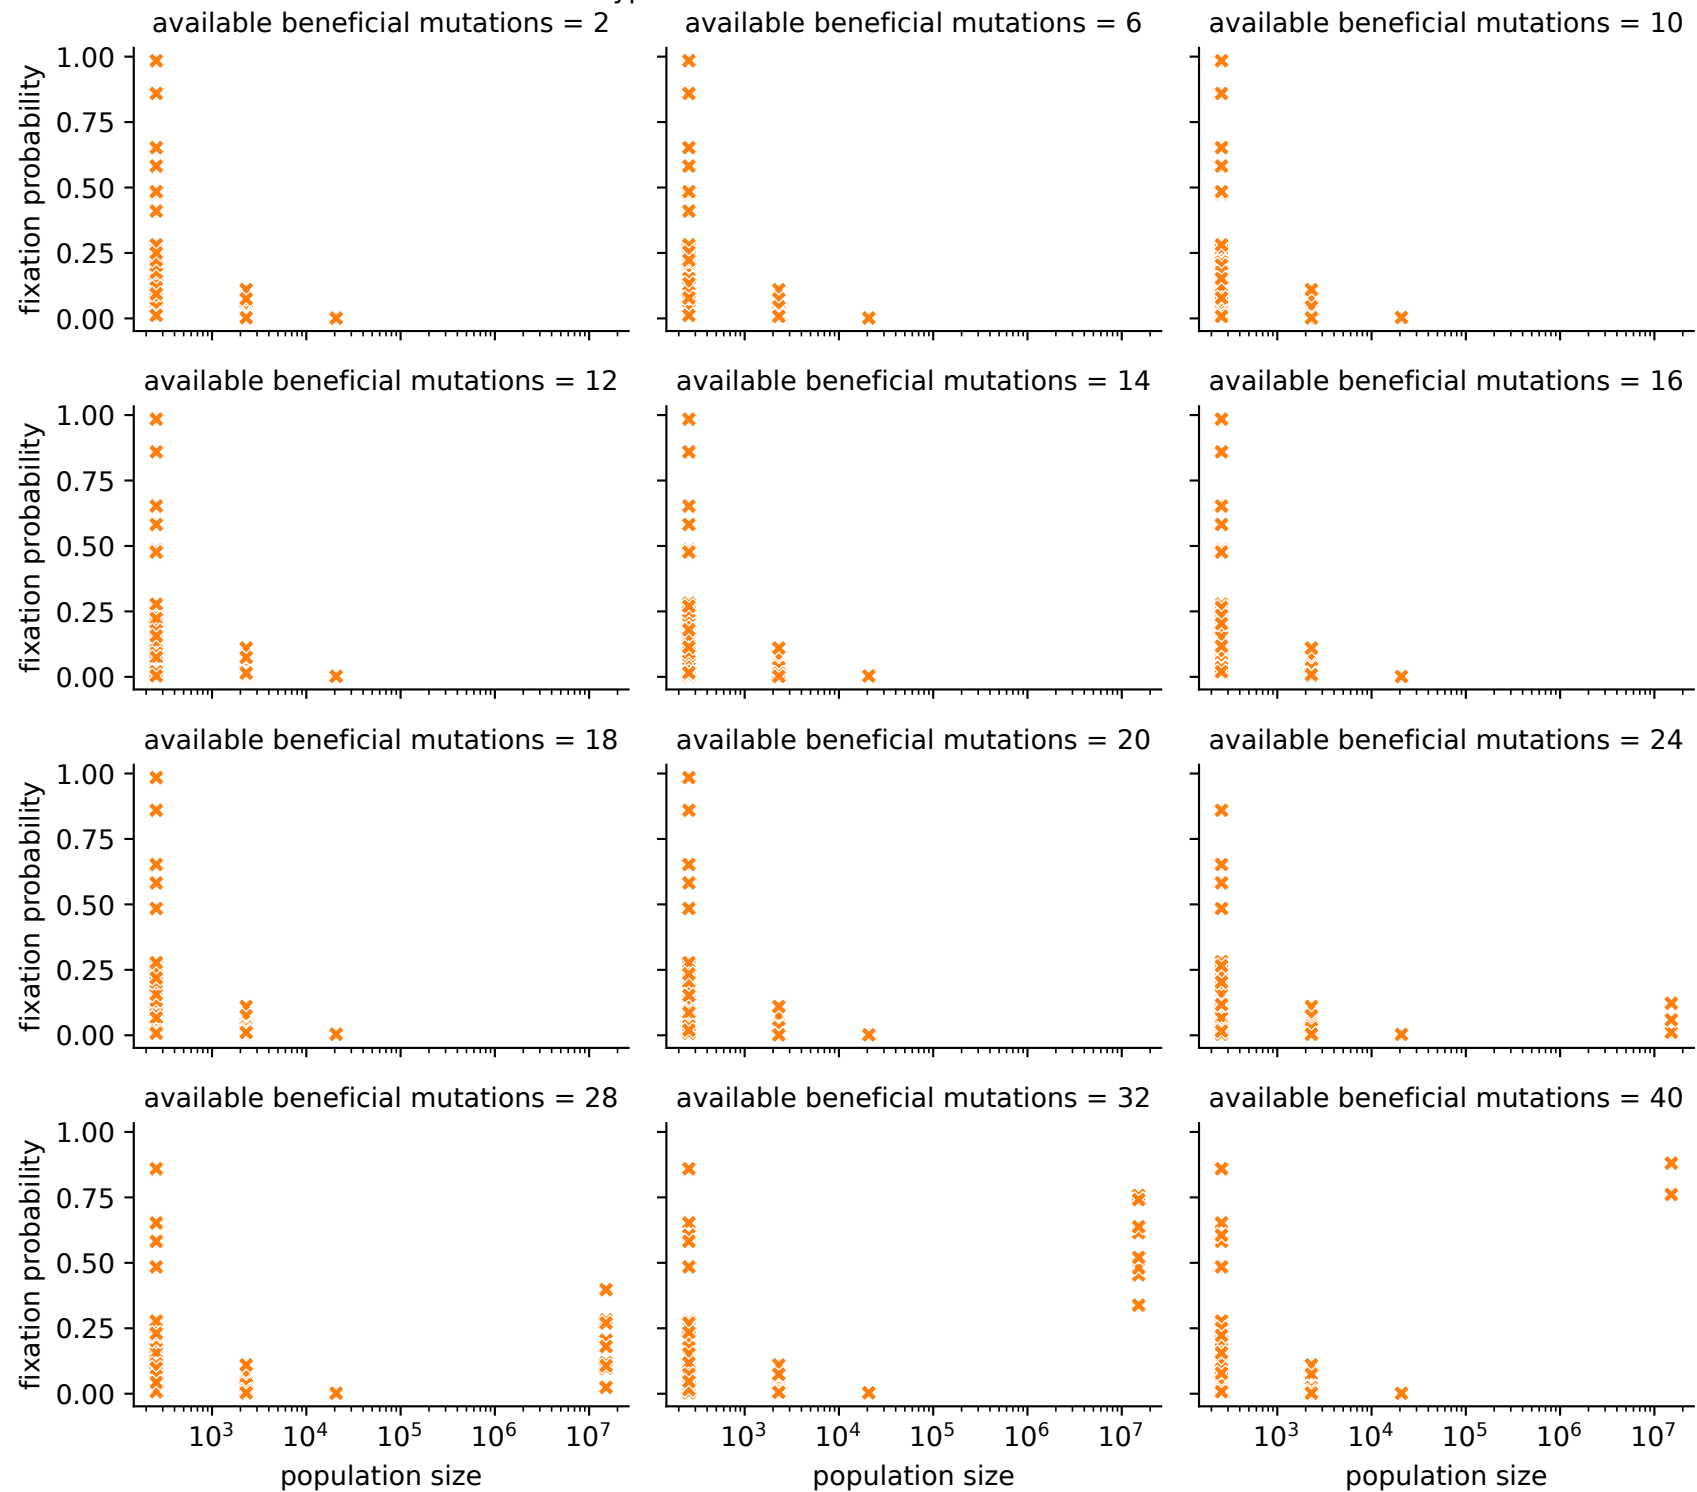 available beneficial mutations = 2
available beneficial mutations = 6
available beneficial mutations = 10
fixation probability
1.00
0.75
0.50
0.25
0.00
available beneficial mutations = 12
available beneficial mutations = 14
available beneficial mutations = 16
fixation probability
1.00
0.75
0.50
0.25
0.00
available beneficial mutations = 18
available beneficial mutations = 20
available beneficial mutations = 24
fixation probability
1.00
0.75
0.50
0.25
0.00
available beneficial mutations = 28
available beneficial mutations = 32
available beneficial mutations = 40
fixation probability
1.00
0.75
0.50
0.25
0.00
10³ 10⁴ 10⁵ 10⁶ 10⁷
10³ 10⁴ 10⁵ 10⁶ 10⁷
10³ 10⁴ 10⁵ 10⁶ 10⁷
population size
population size
population size